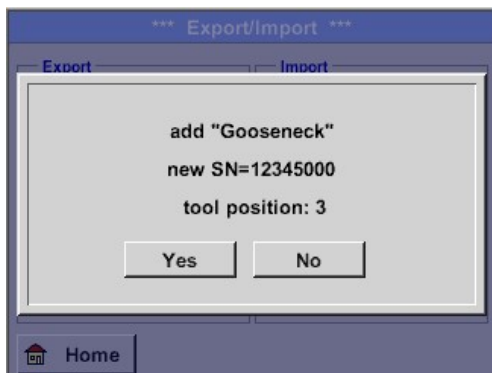 *** Export/Import ***
Export
Import
add "Gooseneck"
new SN=12345000
tool position: 3
Yes
No
Home